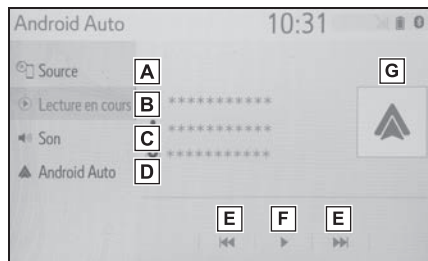 Android Auto 10:31
Source A G
Lecture en cours B ***********
Son C ***********
***********
Android Auto D
E F E